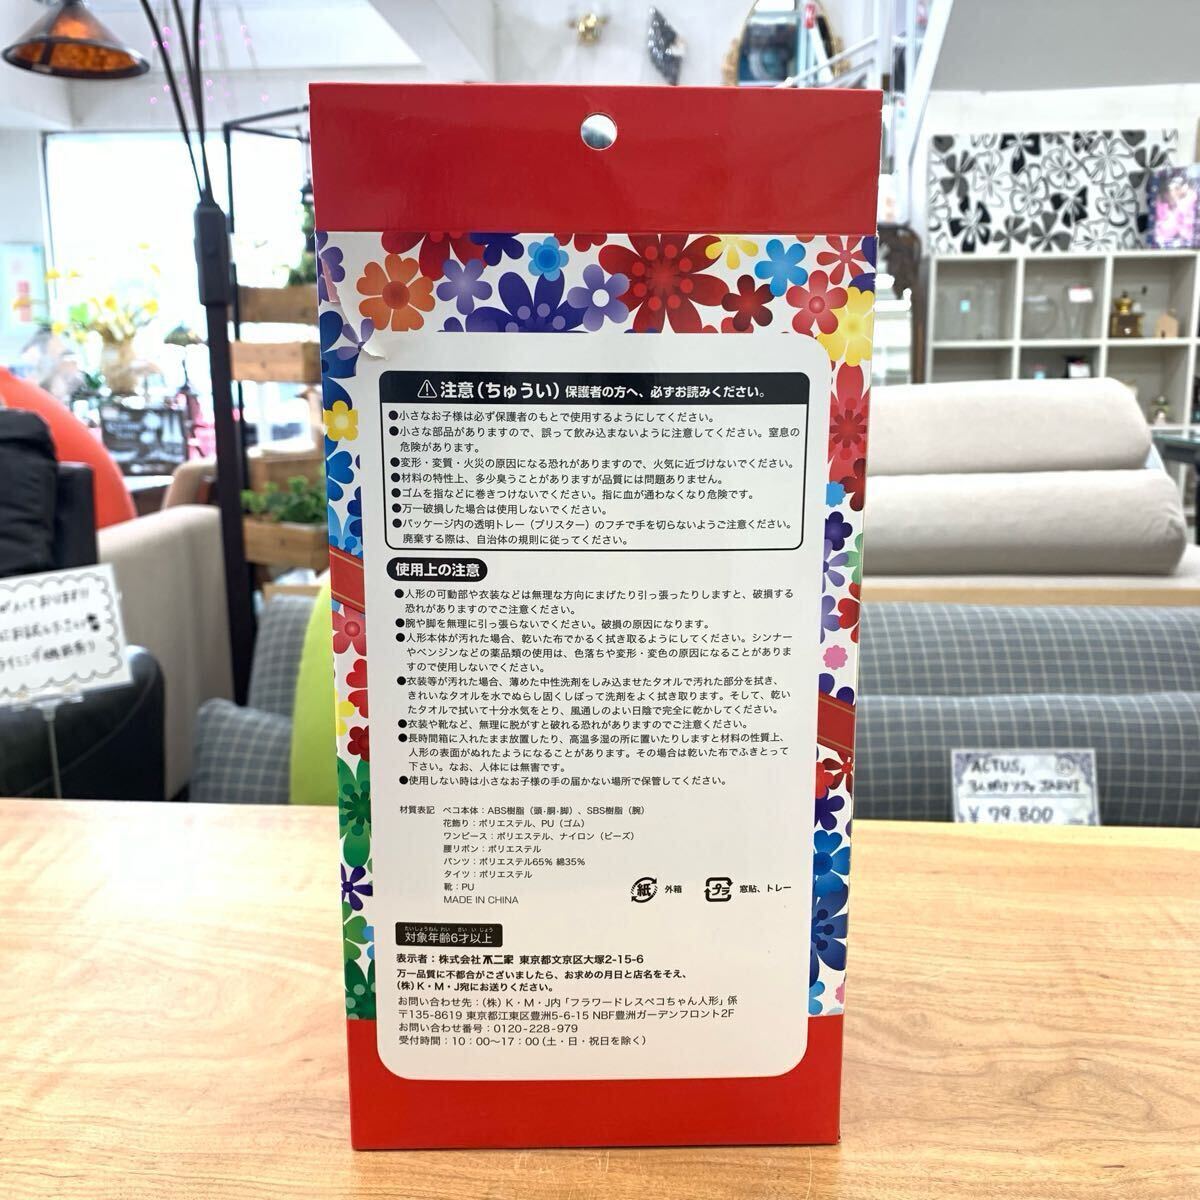 ⚠注意(ちゅうい)保護者の方へ、必ずお読みください。
●小さなお子様は必ず保護者のもとで使用するようにしてください。
●小さな部品がありますので、誤って飲み込まないように注意してください。窒息の
危険があります。
●変形・変質・火災の原因になる恐れがありますので、火気に近づけないでください。
●材料の特性上、多少臭うことがありますが品質には問題ありません。
●ゴムを指などに巻きつけないでください。指に血が通わなくなり危険です。
●万一破損した場合は使用しないでください。
●パッケージ内の透明トレー(ブリスター)のフチで手を切らないようご注意ください。
廃棄する際は、自治体の規則に従ってください。
使用上の注意
●人形の可動部や衣装などは無理な方向にまげたり引っ張ったりしますと、破損する
恐れがありますのでご注意ください。
●腕や脚を無理に引っ張らないでください。破損の原因になります。
●人形本体が汚れた場合、乾いた布でかるく拭き取るようにしてください。シンナー
やベンジンなどの薬品類の使用は、色落ちや変形・変色の原因になることがありま
すので使用しないでください。
●衣装等が汚れた場合、薄めた中性洗剤をしみ込ませたタオルで汚れた部分を拭き、
きれいなタオルを水でぬらし固くしぼって洗剤をよく拭き取ります。そして、乾い
たタオルで拭いて十分水気をとり、風通しのよい日陰で完全に乾かしてください。
●衣装や靴など、無理に脱がすと破れる恐れがありますのでご注意ください。
●長時間箱に入れたまま放置したり、高温多湿の所に置いたりしますと材料の性質上、
人形の表面がぬれたようになることがあります。その場合は乾いた布でふきとって
下さい。なお、人体には無害です。
●使用しない時は小さなお子様の手の届かない場所で保管してください。
材質表記 ペコ本体:ABS樹脂(頭・胴・脚)、SBS樹脂(腕)
花飾り:ポリエステル、PU(ゴム)
ワンピース:ポリエステル、ナイロン(ビーズ)
腰リボン:ポリエステル
パンツ:ポリエステル65% 綿35%
タイツ:ポリエステル
靴:PU
MADE IN CHINA
紙 外箱 プラ 窓貼、トレー
たいしょうねんれい さい いじょう
対象年齢6才以上
表示者:株式会社不二家 東京都文京区大塚2-15-6
万一品質に不都合がございましたら、お求めの月日と店名をそえ、
(株)K・M・J宛にお送りください。
お問い合わせ先:(株)K・M・J内「フラワードレスペコちゃん人形」係
〒135-8619 東京都江東区豊洲5-6-15 NBF豊洲ガーデンフロント2F
お問い合わせ番号:0120-228-979
受付時間:10:00〜17:00(土・日・祝日を除く)
ACTUS,
¥79,800